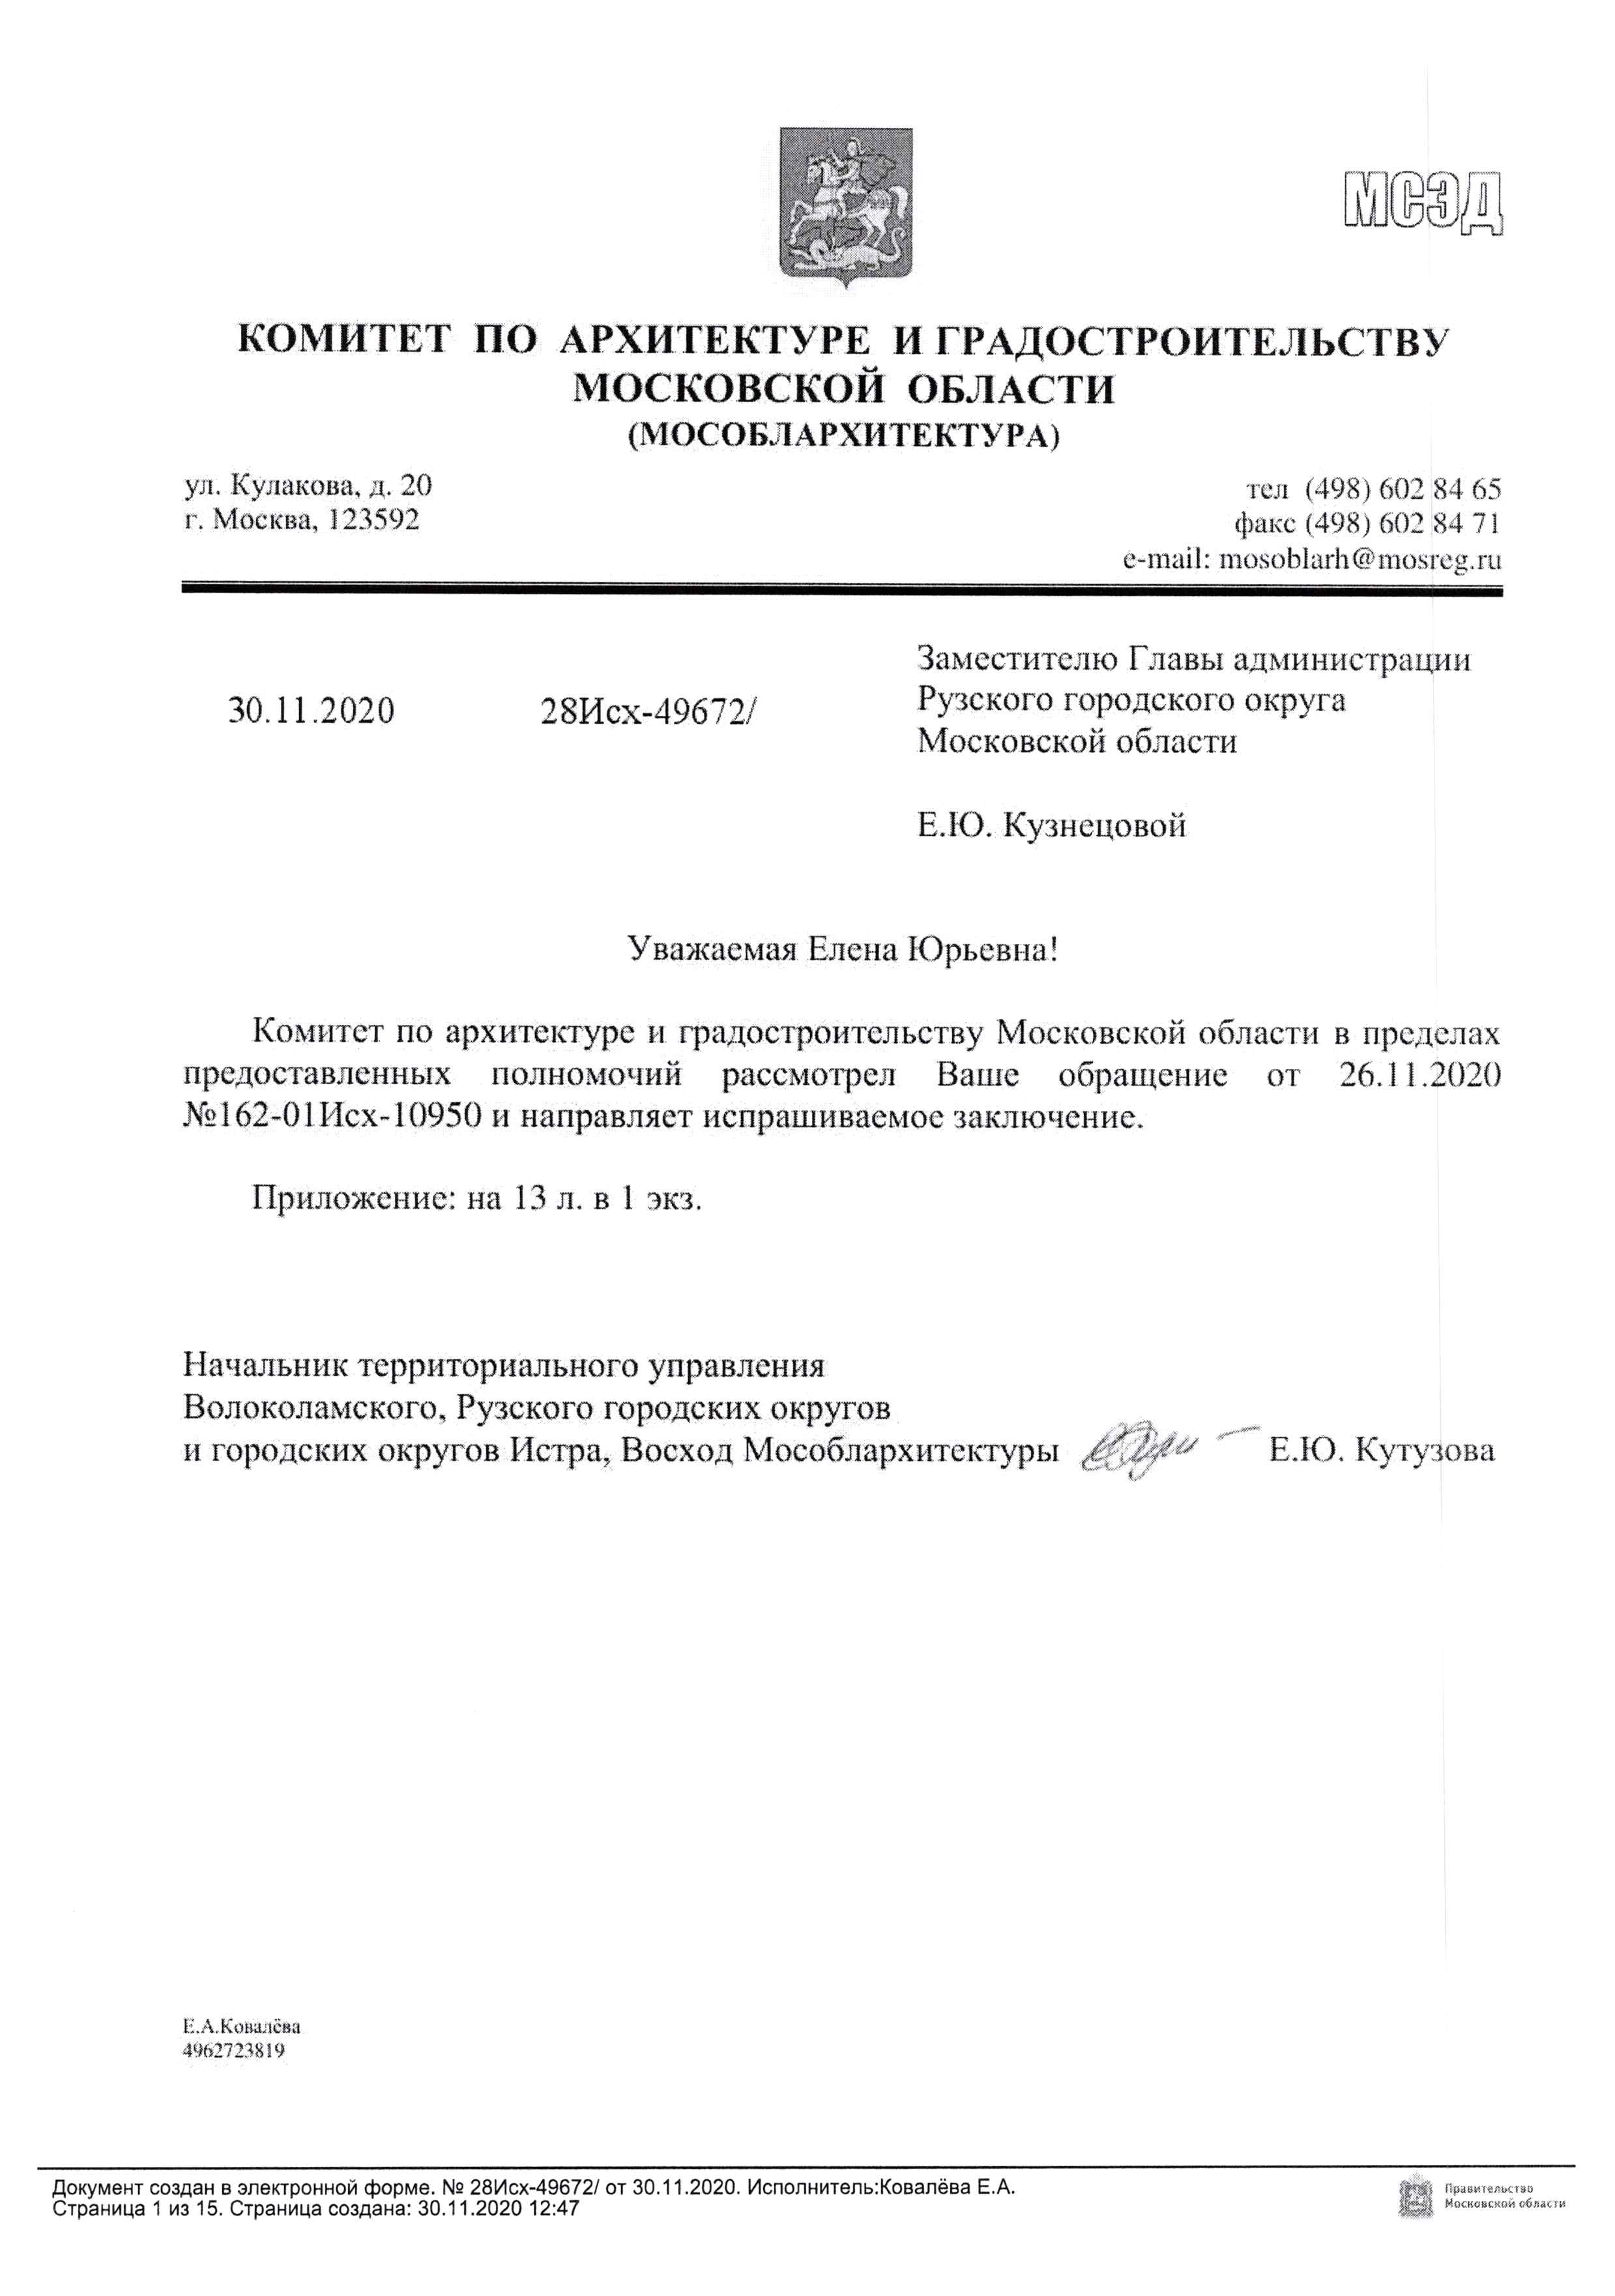 МСЭД
КОМИТЕТ ПО АРХИТЕКТУРЕ И ГРАДОСТРОИТЕЛЬСТВУ
МОСКОВСКОЙ ОБЛАСТИ
(МОСОБЛАРХИТЕКТУРА)
ул. Кулакова, д. 20
г. Москва, 123592
тел (498) 602 84 65
факс (498) 602 84 71
e-mail: mosoblarh@mosreg.ru
30.11.2020 28Исх-49672/
Заместителю Главы администрации
Рузского городского округа
Московской области
Е.Ю. Кузнецовой
Уважаемая Елена Юрьевна!
Комитет по архитектуре и градостроительству Московской области в пределах
предоставленных полномочий рассмотрел Ваше обращение от 26.11.2020
№162-01Исх-10950 и направляет испрашиваемое заключение.
Приложение: на 13 л. в 1 экз.
Начальник территориального управления
Волоколамского, Рузского городских округов
и городских округов Истра, Восход Мособлархитектуры Е.Ю. Кутузова
Е.А.Ковалёва
4962723819
Документ создан в электронной форме. № 28Исх-49672/ от 30.11.2020. Исполнитель:Ковалёва Е.А.
Страница 1 из 15. Страница создана: 30.11.2020 12:47
Правительство
Московской области